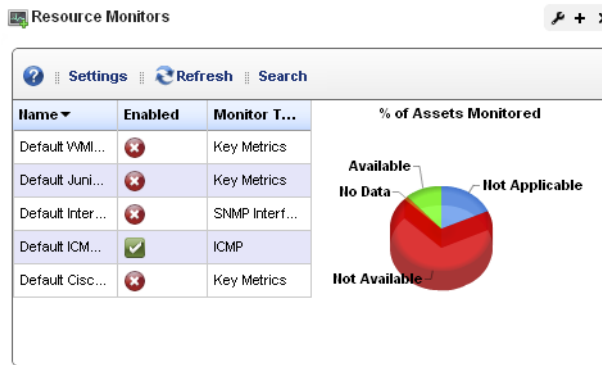 Resource Monitors
Settings Refresh Search
Name Enabled Monitor T...
Default WMI... Key Metrics
Default Juni... Key Metrics
Default Inter... SNMP Interf...
Default ICM... ICMP
Default Cisc... Key Metrics
% of Assets Monitored
Available
No Data
Not Applicable
Not Available